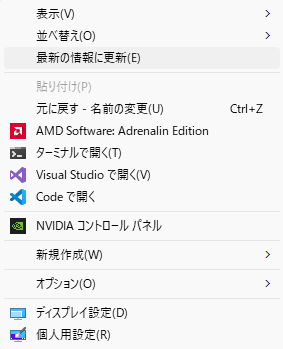 表示(V)
並べ替え(O)
最新の情報に更新(E)
貼り付け(P)
元に戻す - 名前の変更(U) Ctrl+Z
AMD Software: Adrenalin Edition
ターミナルで開く(T)
Visual Studio で開く(V)
Code で開く
NVIDIA コントロール パネル
新規作成(W)
オプション(O)
ディスプレイ設定(D)
個人用設定(R)